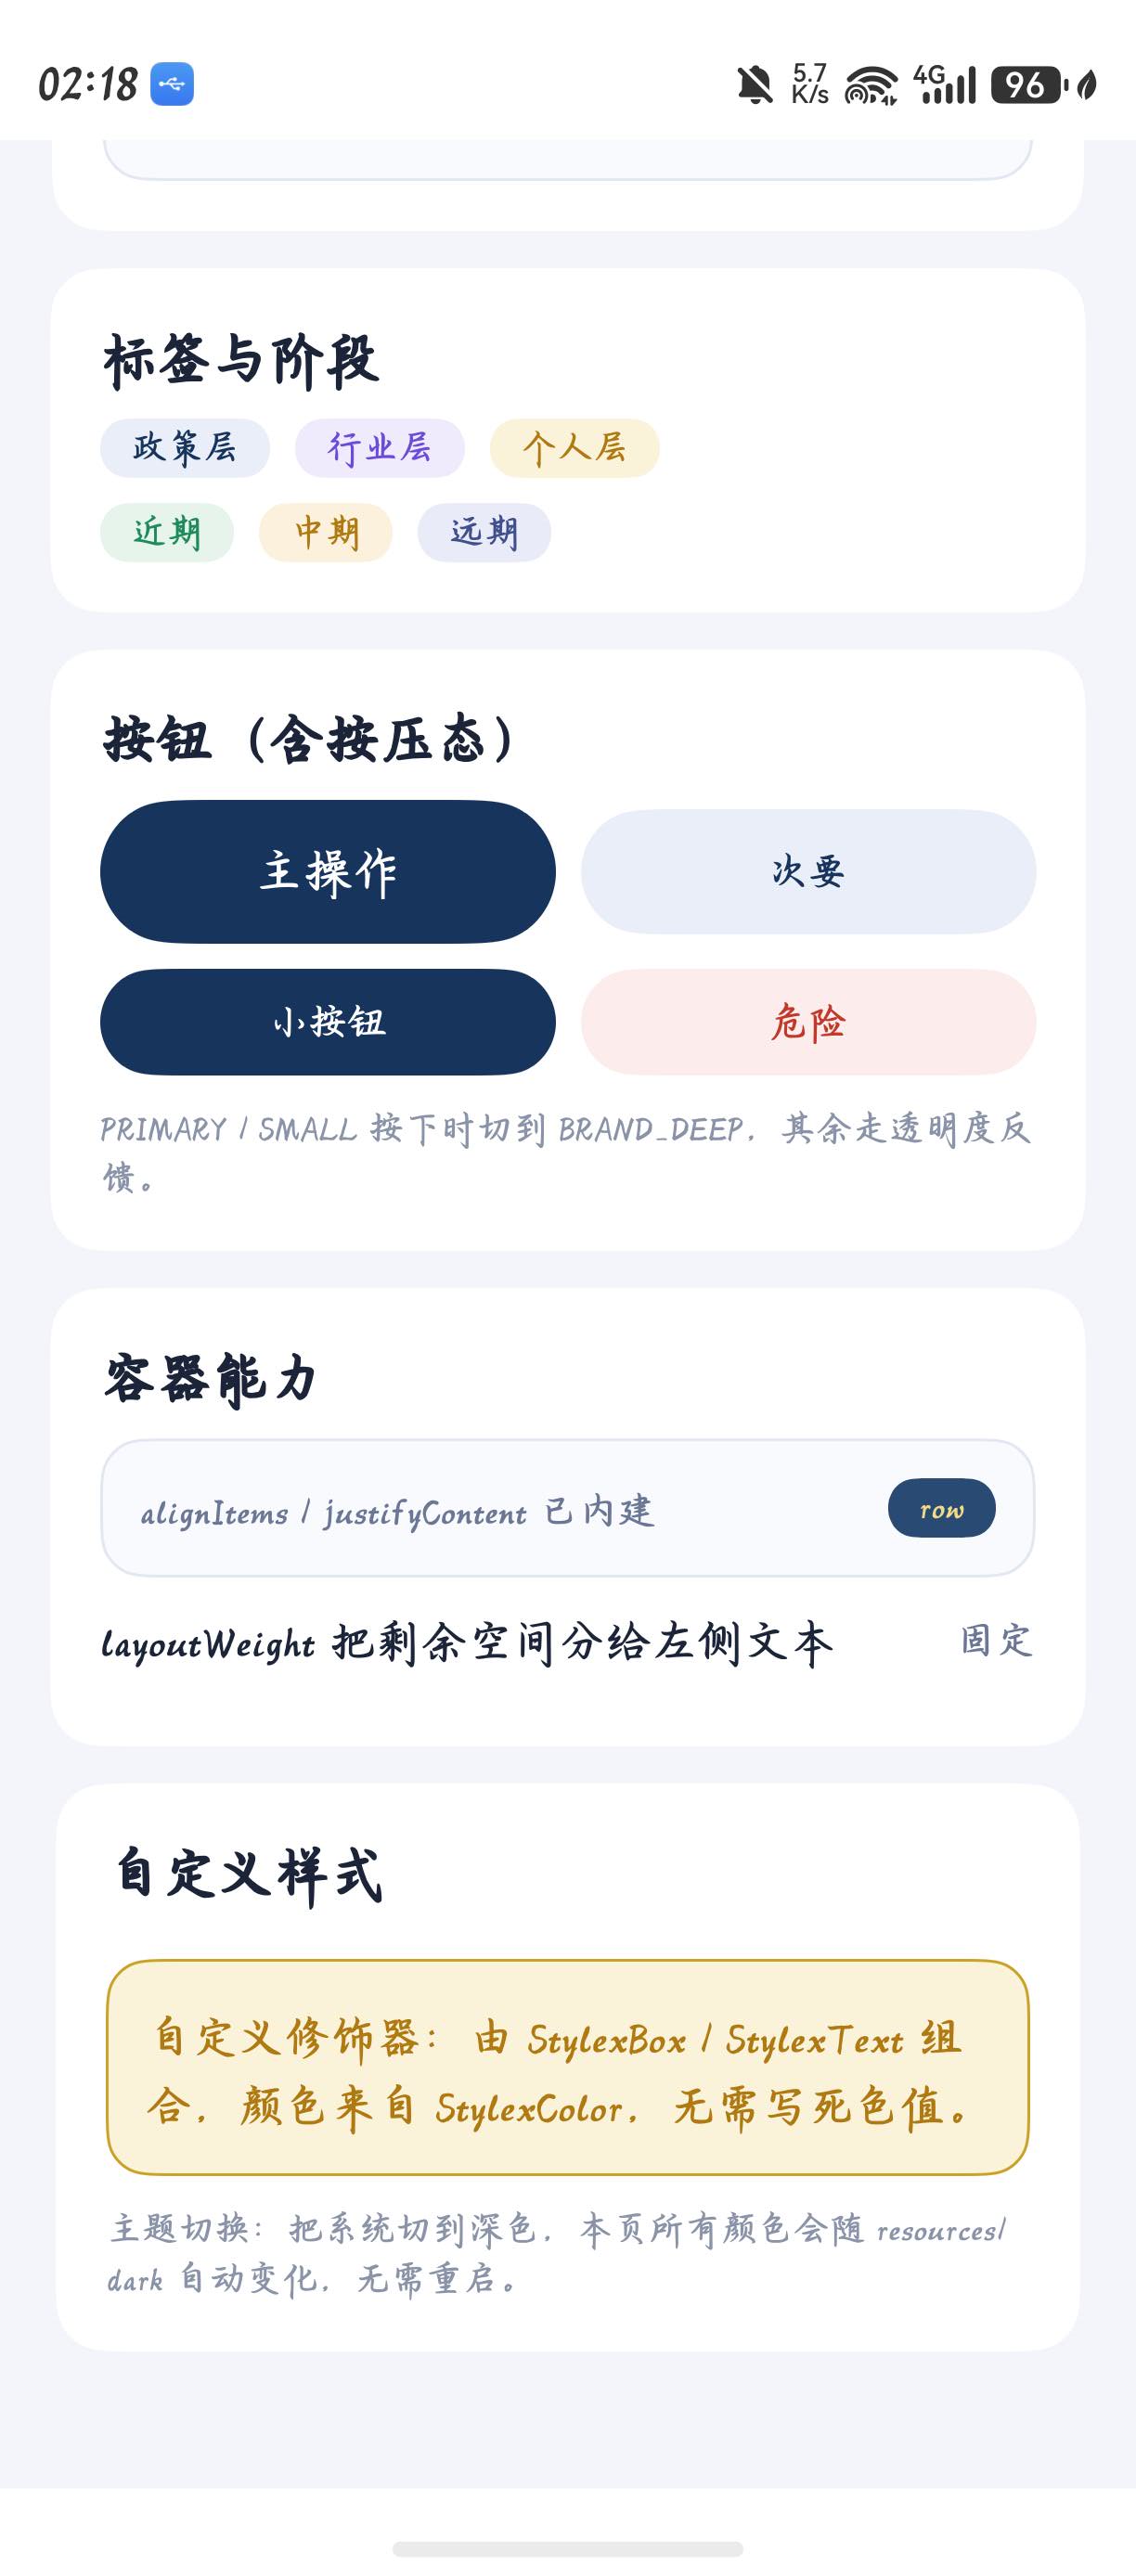 02:18 5.7 K/s 4G 96
标签与阶段
政策层 行业层 个人层
近期 中期 远期
按钮（含按压态）
主操作 次要
小按钮 危险
PRIMARY / SMALL 按下时切到 BRAND_DEEP，其余走透明度反
馈。
容器能力
alignItems / justifyContent 已内建 row
layoutWeight 把剩余空间分给左侧文本 固定
自定义样式
自定义修饰器：由 StylexBox / StylexText 组
合，颜色来自 StylexColor，无需写死色值。
主题切换：把系统切到深色，本页所有颜色会随 resources/
dark 自动变化，无需重启。